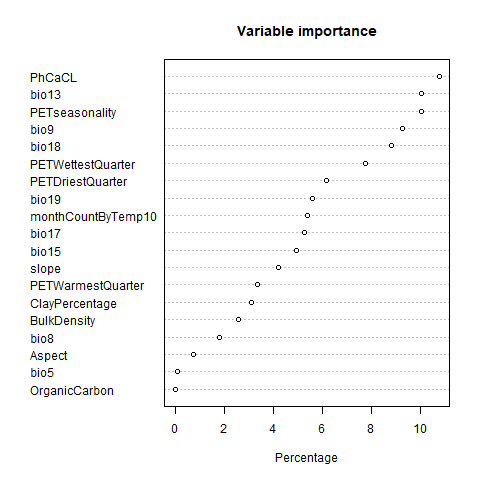 Variable importance
PhCaCL
bio13
PETseasonality
bio9
bio18
PETWettestQuarter
PETDriestQuarter
bio19
monthCountByTemp10
bio17
bio15
slope
PETWarmestQuarter
ClayPercentage
BulkDensity
bio8
Aspect
bio5
OrganicCarbon
0 2 4 6 8 10
Percentage